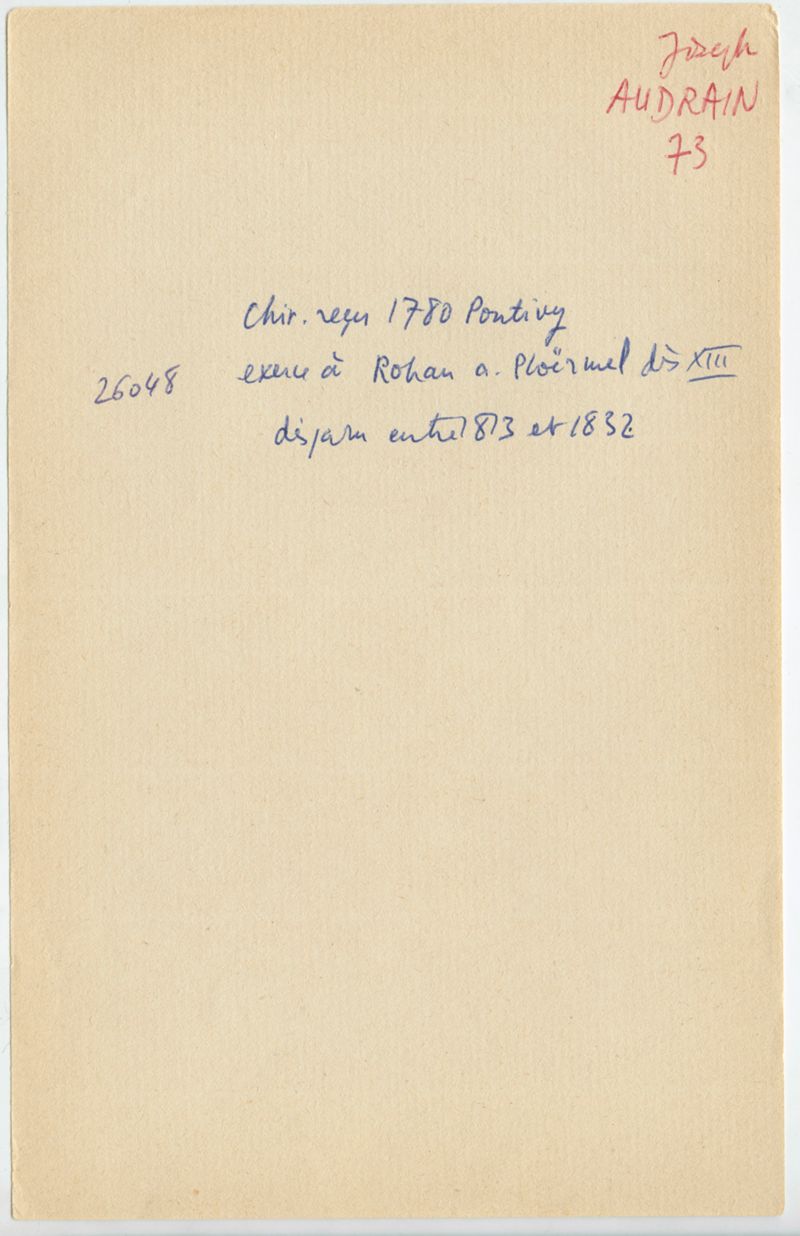 Joseph
AUDRAIN
73
Chir. reçu 1780 Pontivy
26048 exerce à Rohan a. Ploërmel dès XIII
disparu entre 1813 et 1832